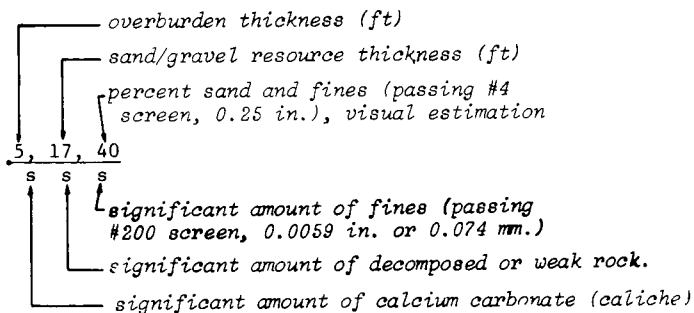 overburden thickness (ft)
sand/gravel resource thickness (ft)
percent sand and fines (passing #4
screen, 0.25 in.), visual estimation
5, 17, 40
s s s
significant amount of fines (passing
#200 screen, 0.0059 in. or 0.074 mm.)
significant amount of decomposed or weak rock.
significant amount of calcium carbonate (caliche)